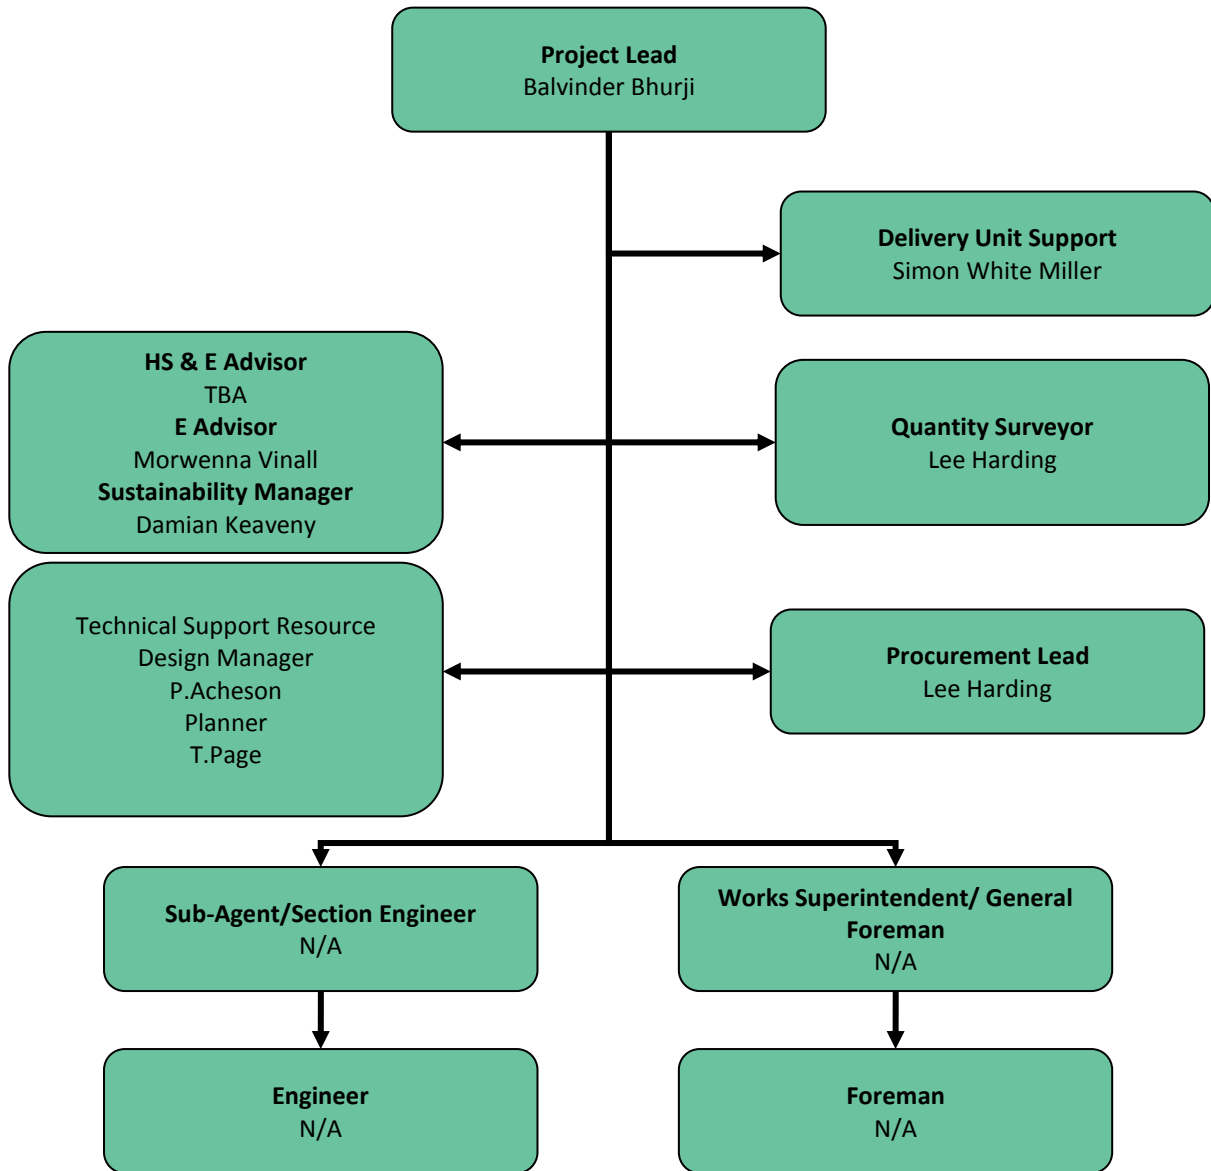 Project Lead
Balvinder Bhurji
Delivery Unit Support
Simon White Miller
HS & E Advisor
TBA
E Advisor
Morwenna Vinall
Sustainability Manager
Damian Keaveny
Quantity Surveyor
Lee Harding
Technical Support Resource
Design Manager
P.Acheson
Planner
T.Page
Procurement Lead
Lee Harding
Sub-Agent/Section Engineer
N/A
Works Superintendent/ General
Foreman
N/A
Engineer
N/A
Foreman
N/A